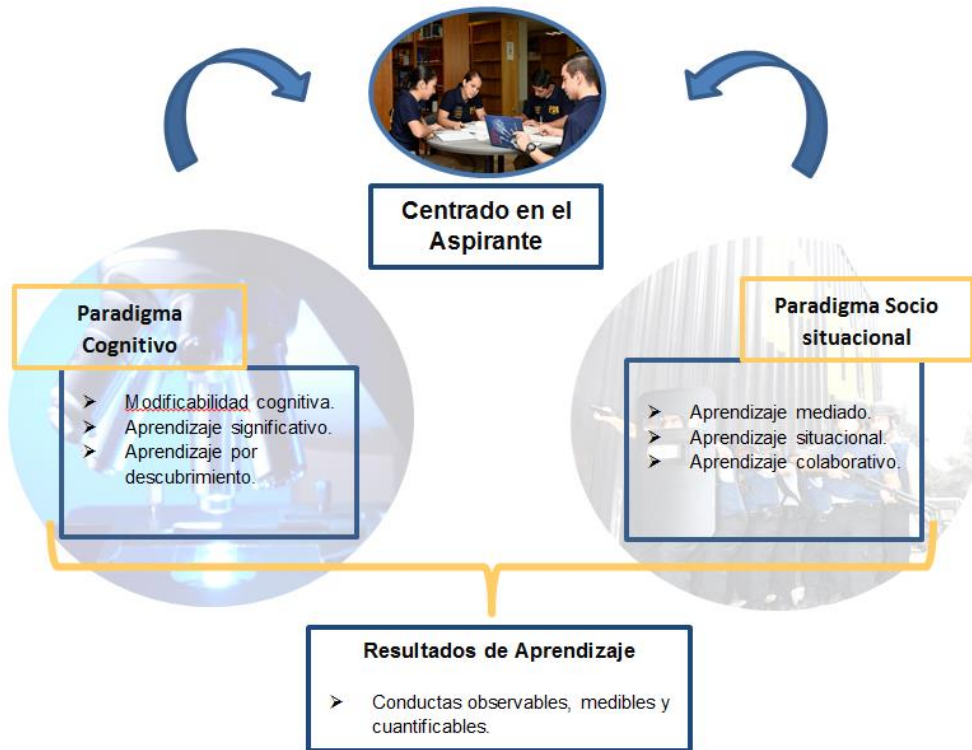 Centrado en el
Aspirante
Paradigma
Cognitivo
➢ Modificabilidad cognitiva.
➢ Aprendizaje significativo.
➢ Aprendizaje por
descubrimiento.
Paradigma Socio
situacional
➢ Aprendizaje mediado.
➢ Aprendizaje situacional.
➢ Aprendizaje colaborativo.
Resultados de Aprendizaje
➢ Conductas observables, medibles y
cuantificables.